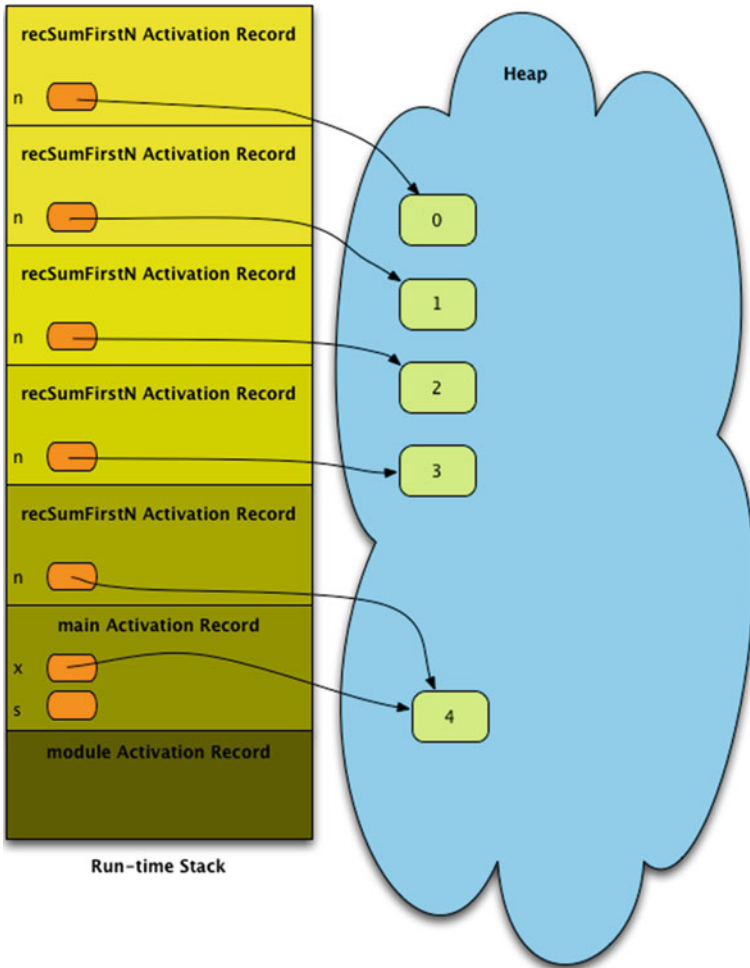 recSumFirstN Activation Record
n
recSumFirstN Activation Record
n
recSumFirstN Activation Record
n
recSumFirstN Activation Record
n
recSumFirstN Activation Record
n
main Activation Record
x
s
module Activation Record
Run-time Stack
Heap
0
1
2
3
4